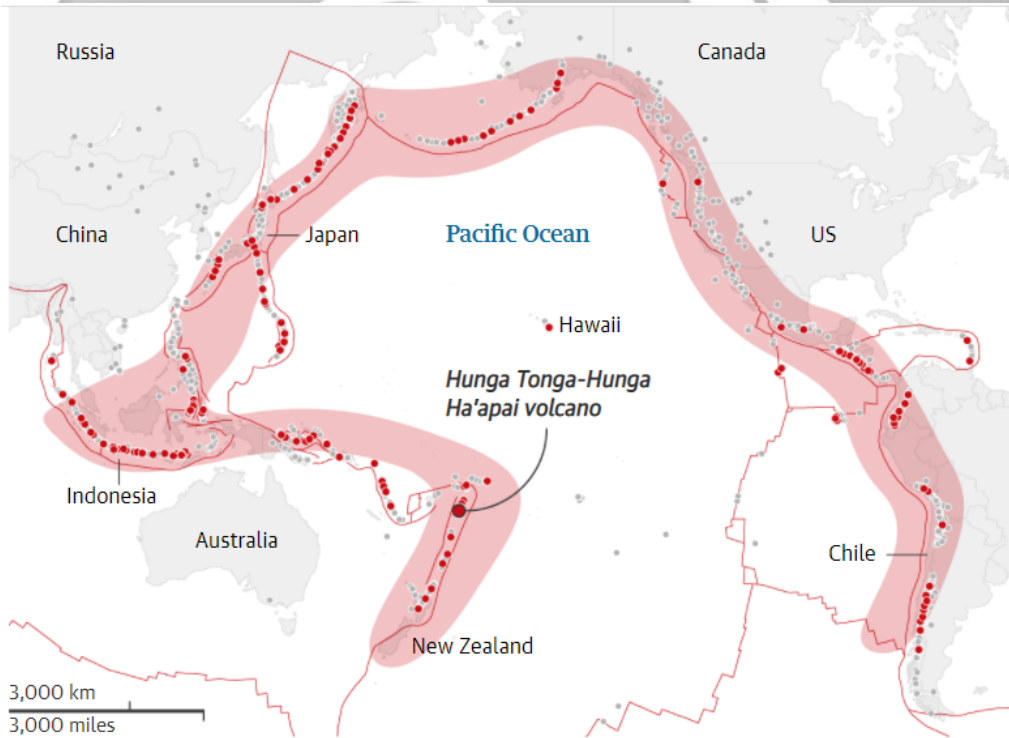 Russia
Canada
China
Japan
Pacific Ocean
US
Hawaii
Hunga Tonga-Hunga
Ha'apai volcano
Indonesia
Australia
Chile
New Zealand
3,000 km
3,000 miles